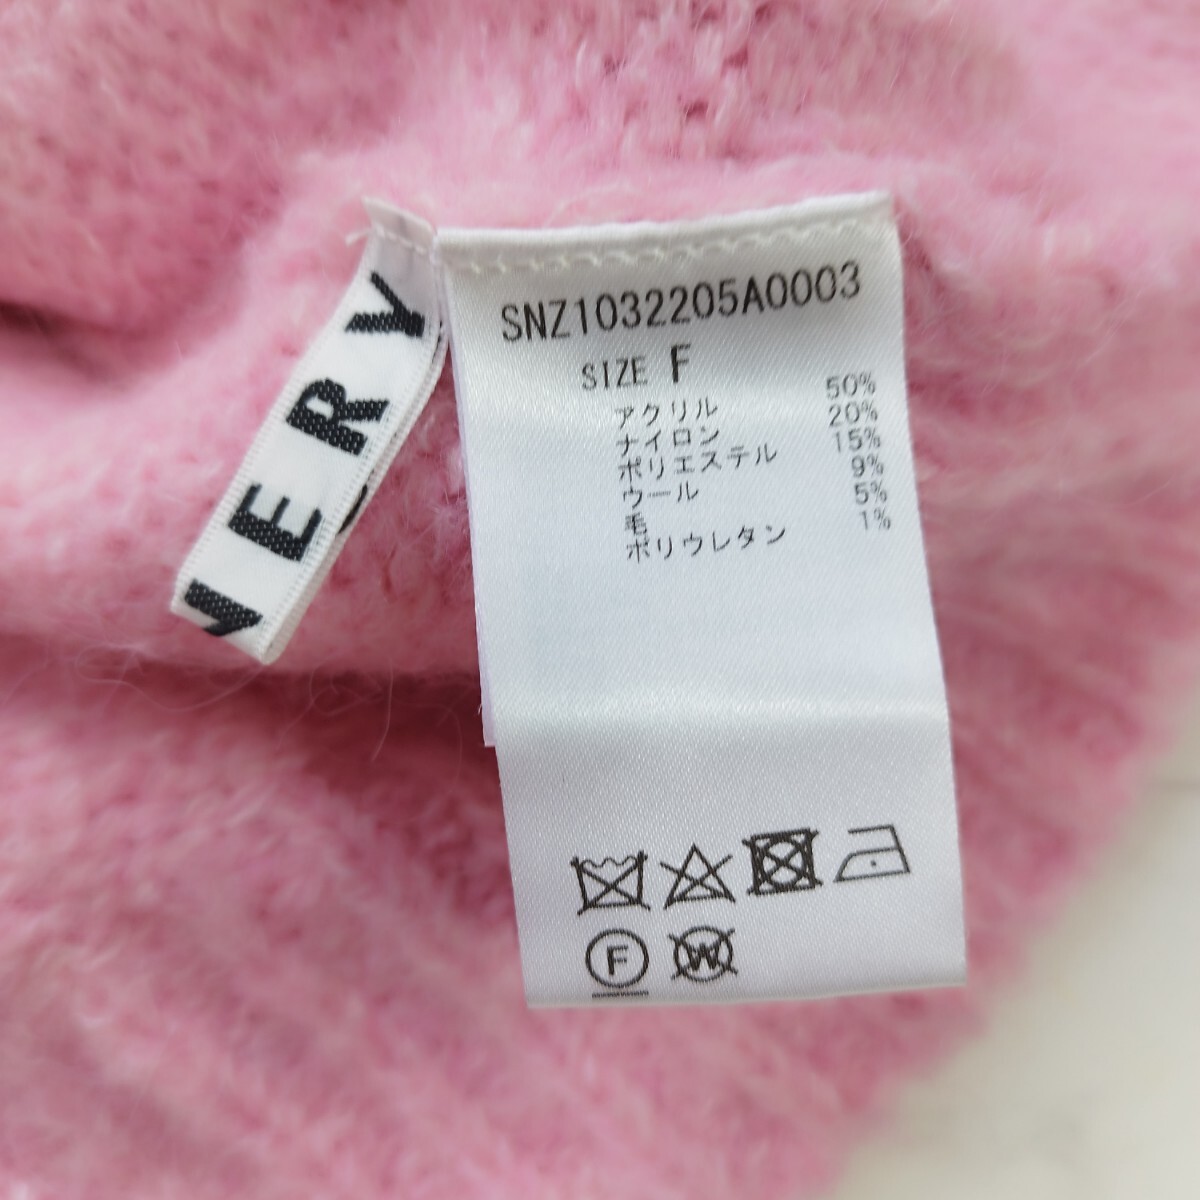 VERY
SNZ1032205A0003
SIZE F
アクリル 50%
ナイロン 20%
ポリエステル 15%
ウール 9%
毛 5%
ポリウレタン 1%
F
W